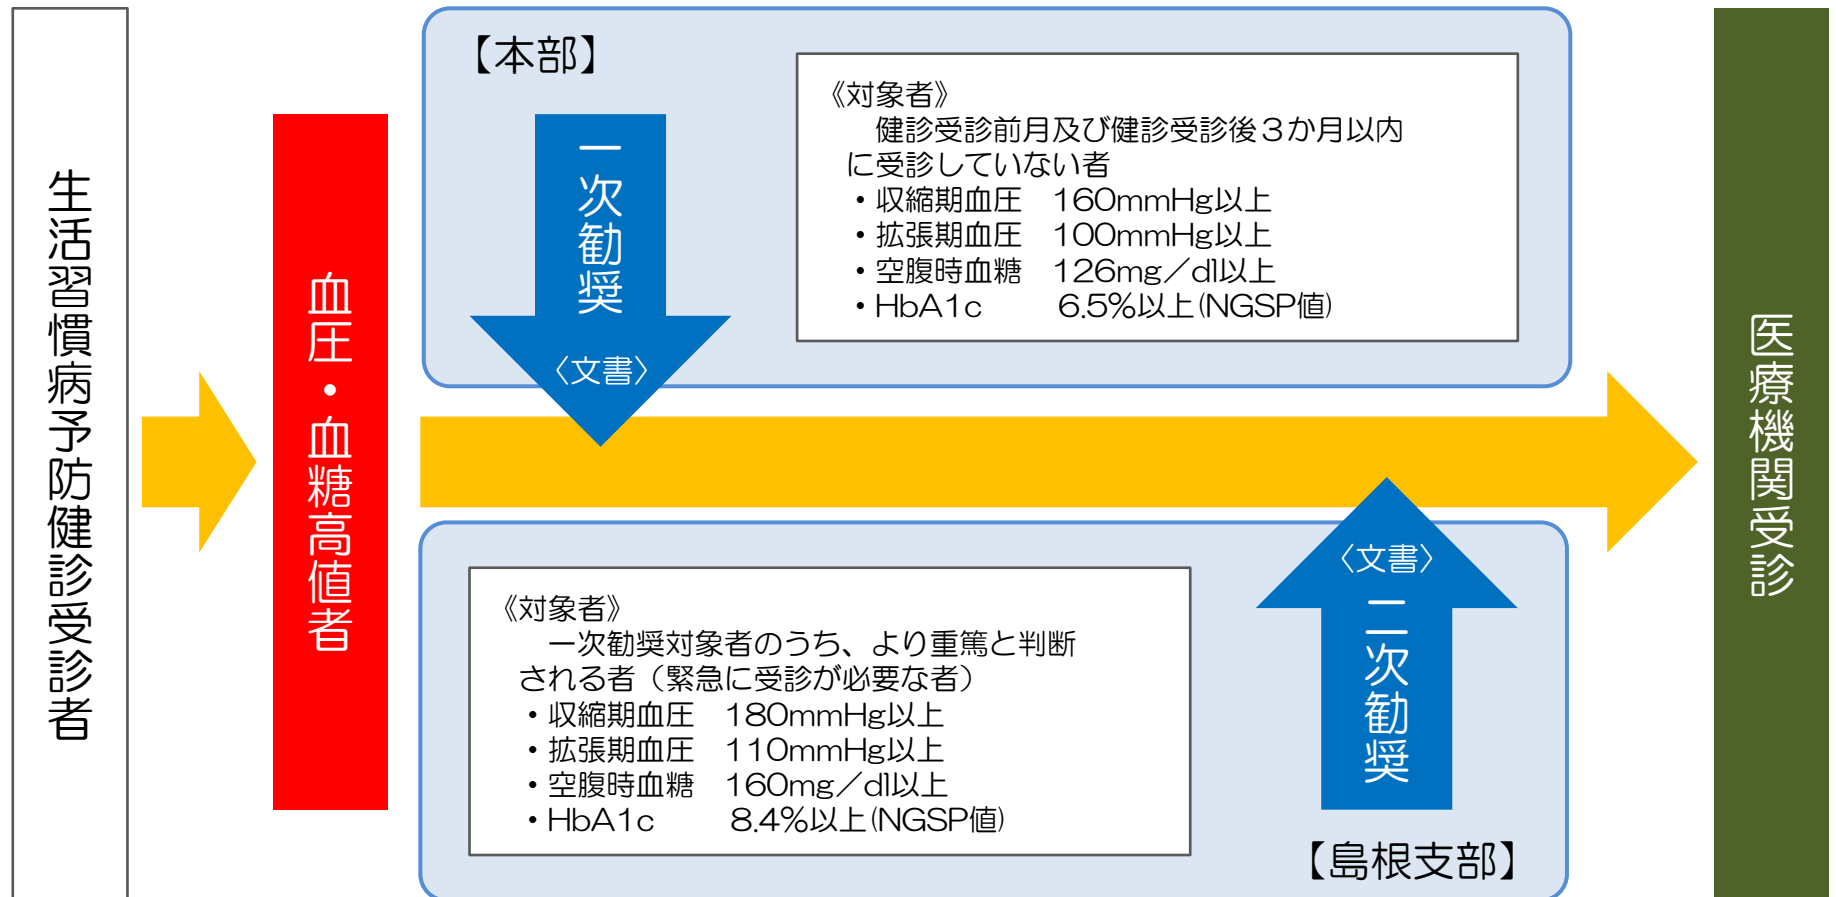 生活習慣病予防健診受診者
血圧・血糖高値者
【本部】
一次勧奨
〈文書〉
《対象者》
健診受診前月及び健診受診後３か月以内
に受診していない者
・収縮期血圧　160mmHg以上
・拡張期血圧　100mmHg以上
・空腹時血糖　126mg／dl以上
・HbA1c　　　6.5%以上(NGSP値)
《対象者》
一次勧奨対象者のうち、より重篤と判断
される者（緊急に受診が必要な者）
・収縮期血圧　180mmHg以上
・拡張期血圧　110mmHg以上
・空腹時血糖　160mg／dl以上
・HbA1c　　　8.4%以上(NGSP値)
〈文書〉
二次勧奨
【島根支部】
医療機関受診